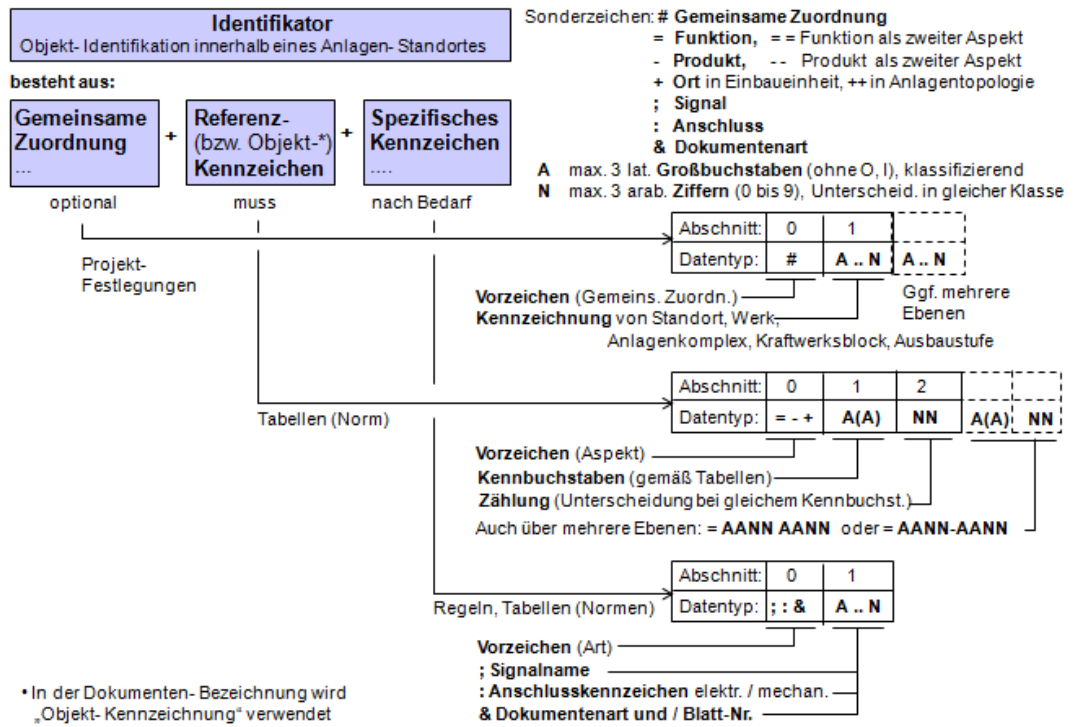 Identifikator
Objekt- Identifikation innerhalb eines Anlagen- Standortes
besteht aus:
Gemeinsame
Zuordnung
...
+
Referenz-
(bzw. Objekt-*)
Kennzeichen
+
Spezifisches
Kennzeichen
....
optional
muss
nach Bedarf
Sonderzeichen: # Gemeinsame Zuordnung
= Funktion, == Funktion als zweiter Aspekt
- Produkt, -- Produkt als zweiter Aspekt
+ Ort in Einbaueinheit, ++ in Anlagentopologie
; Signal
: Anschluss
& Dokumentenart
A max. 3 lat. Großbuchstaben (ohne O, I), klassifizierend
N max. 3 arab. Ziffern (0 bis 9), Unterscheid. in gleicher Klasse
Projekt-
Festlegungen
Abschnitt: 0 1
Datentyp: # A .. N A .. N
Vorzeichen (Gemeins. Zuordn.)
Kennzeichnung von Standort, Werk,
Anlagenkomplex, Kraftwerksblock, Ausbaustufe
Ggf. mehrere
Ebenen
Tabellen (Norm)
Abschnitt: 0 1 2
Datentyp: = - + A(A) NN A(A) NN
Vorzeichen (Aspekt)
Kennbuchstaben (gemäß Tabellen)
Zählung (Unterscheidung bei gleichem Kennbuchst.)
Auch über mehrere Ebenen: = AANN AANN oder = AANN-AANN
Regeln, Tabellen (Normen)
Abschnitt: 0 1
Datentyp: ; : & A .. N
Vorzeichen (Art)
; Signalname
: Anschlusskennzeichen elektr. / mechan.
& Dokumentenart und / Blatt-Nr.
• In der Dokumenten- Bezeichnung wird
„Objekt- Kennzeichnung“ verwendet